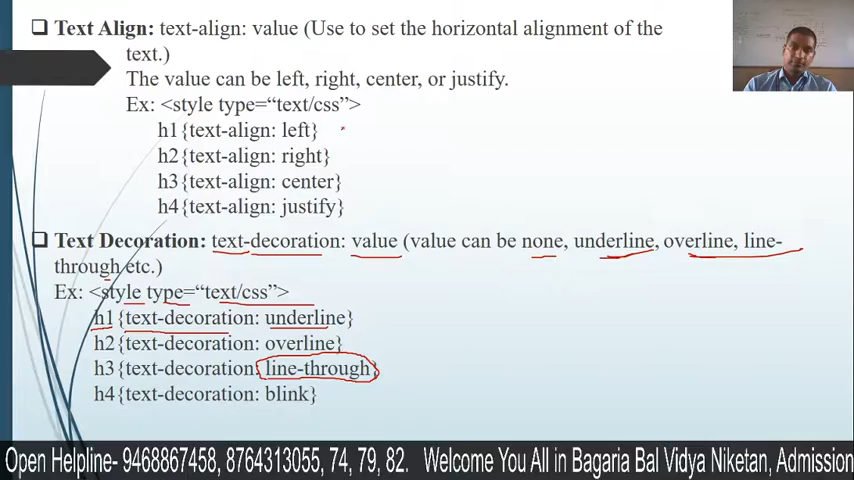 Text Align: text-align: value (Use to set the horizontal alignment of the
text.)
The value can be left, right, center, or justify.
Ex: <style type=“text/css”>
h1{text-align: left}
h2{text-align: right}
h3{text-align: center}
h4{text-align: justify}
Text Decoration: text-decoration: value (value can be none, underline, overline, line-
through etc.)
Ex: <style type=“text/css”>
h1{text-decoration: underline}
h2{text-decoration: overline}
h3{text-decoration: line-through}
h4{text-decoration: blink}
Open Helpline- 9468867458, 8764313055, 74, 79, 82. Welcome You All in Bagaria Bal Vidya Niketan, Admission